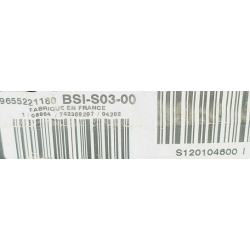 9655221180 BSI-S03-00
FABRIQUE EN FRANCE
S120104600